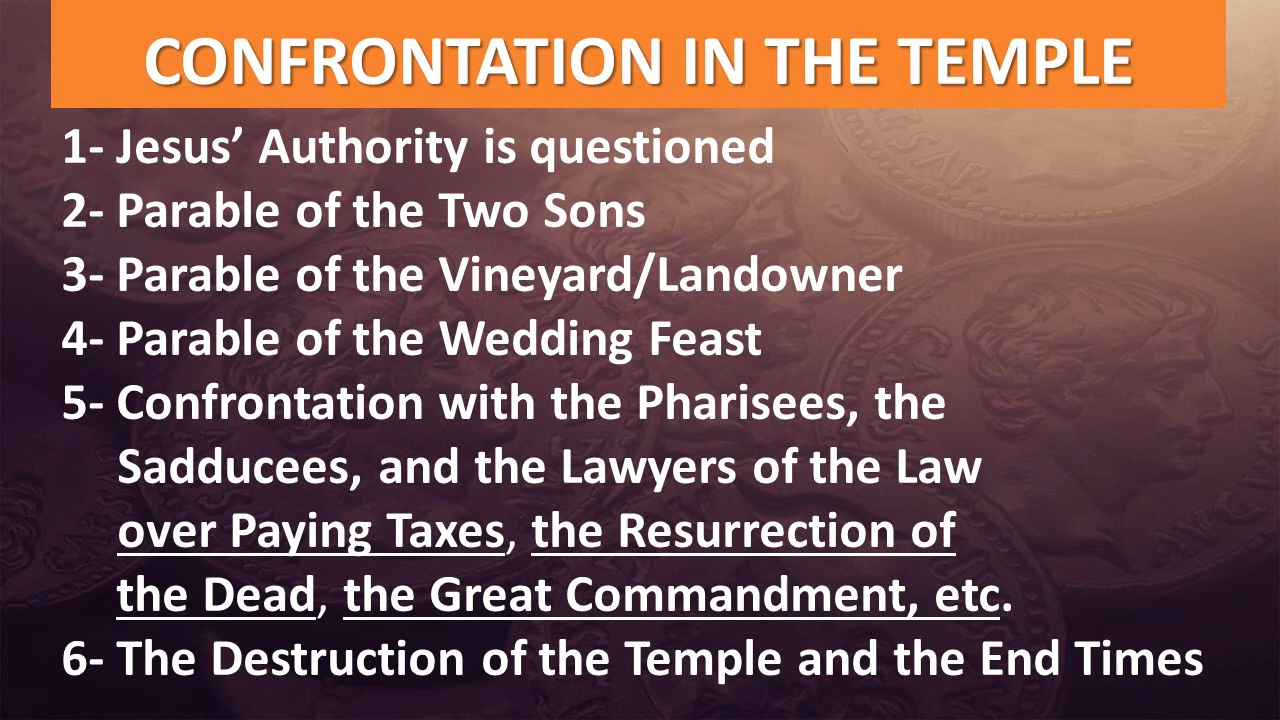 CONFRONTATION IN THE TEMPLE
1- Jesus’ Authority is questioned
2- Parable of the Two Sons
3- Parable of the Vineyard/Landowner
4- Parable of the Wedding Feast
5- Confrontation with the Pharisees, the
Sadducees, and the Lawyers of the Law
over Paying Taxes, the Resurrection of
the Dead, the Great Commandment, etc.
6- The Destruction of the Temple and the End Times